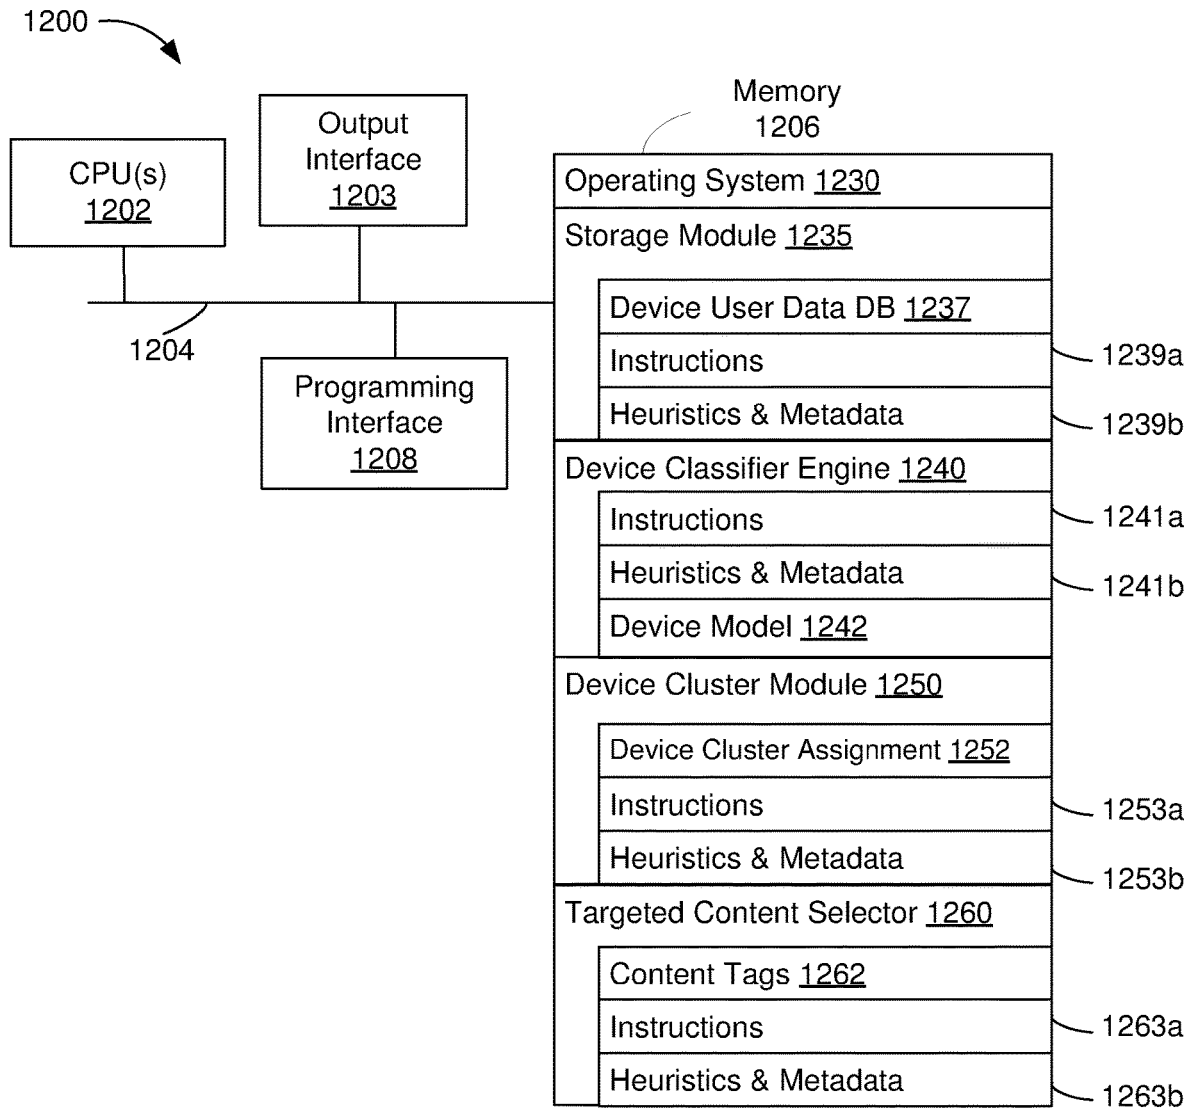 1200
CPU(s)
1202
Output
Interface
1203
1204
Programming
Interface
1208
Memory
1206
Operating System 1230
Storage Module 1235
Device User Data DB 1237
Instructions
1239a
Heuristics & Metadata
1239b
Device Classifier Engine 1240
Instructions
1241a
Heuristics & Metadata
1241b
Device Model 1242
Device Cluster Module 1250
Device Cluster Assignment 1252
Instructions
1253a
Heuristics & Metadata
1253b
Targeted Content Selector 1260
Content Tags 1262
Instructions
1263a
Heuristics & Metadata
1263b